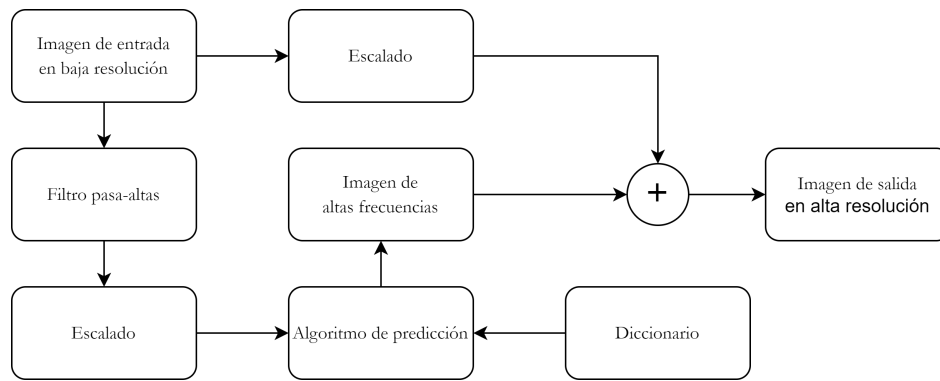 Imagen de entrada
en baja resolución
Escalado
Filtro pasa-altas
Imagen de
altas frecuencias
+
Imagen de salida
en alta resolución
Escalado
Algoritmo de predicción
Diccionario